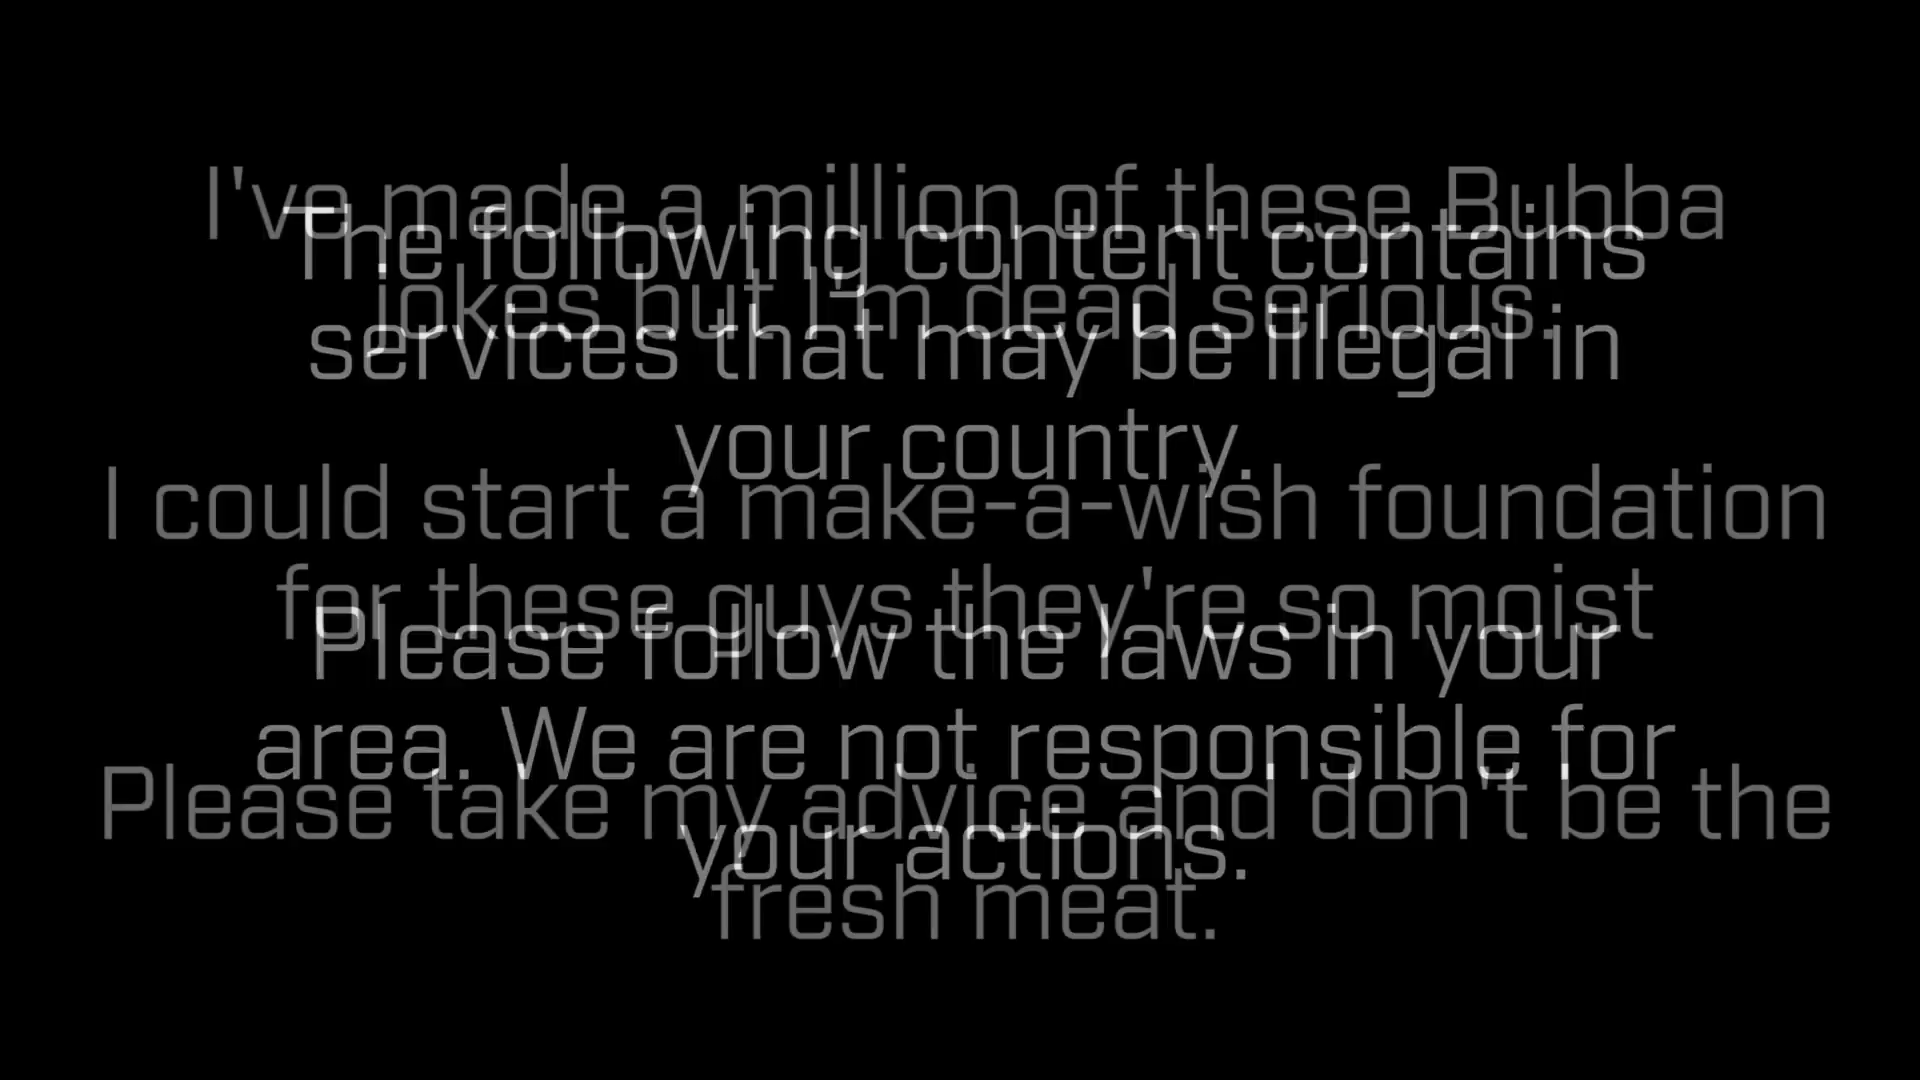 The following content contains
services that may be illegal in
your country.
Please follow the laws in your
area. We are not responsible for
your actions.
I've made a million of these Bubba
jokes but I'm dead serious.
I could start a make-a-wish foundation
for these guys they're so moist
Please take my advice and don't be the
fresh meat.